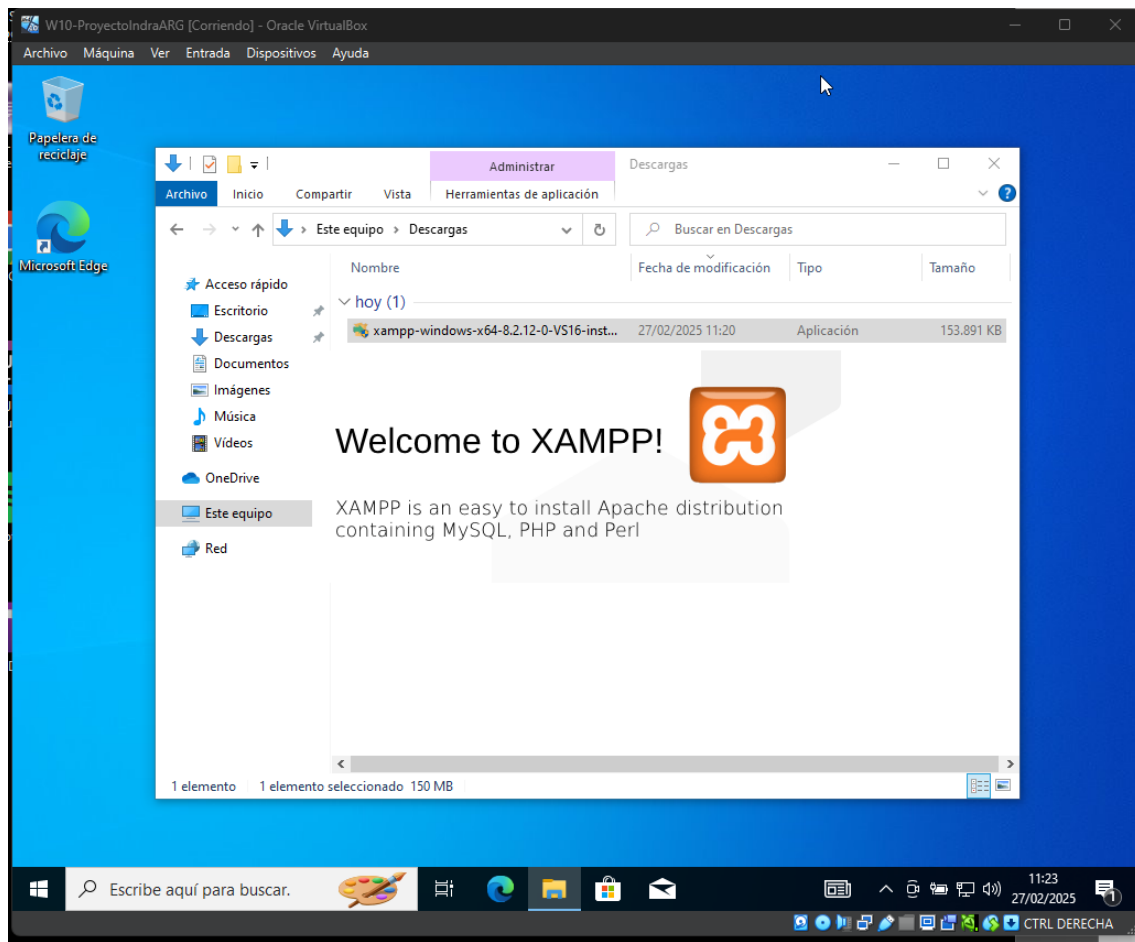 W10-ProyectoIndraARG [Corriendo] - Oracle VirtualBox
Archivo Máquina Ver Entrada Dispositivos Ayuda
Papelera de
reciclaje
Microsoft Edge
Administrar
Descargas
Archivo Inicio Compartir Vista Herramientas de aplicación
Este equipo > Descargas
Buscar en Descargas
Nombre Fecha de modificación Tipo Tamaño
Acceso rápido
Escritorio
Descargas
Documentos
Imágenes
Música
Vídeos
OneDrive
Este equipo
Red
hoy (1)
xampp-windows-x64-8.2.12-0-VS16-inst... 27/02/2025 11:20 Aplicación 153.891 KB
Welcome to XAMPP!
XAMPP is an easy to install Apache distribution
containing MySQL, PHP and Perl
1 elemento 1 elemento seleccionado 150 MB
Escribe aquí para buscar.
11:23
27/02/2025
1
CTRL DERECHA